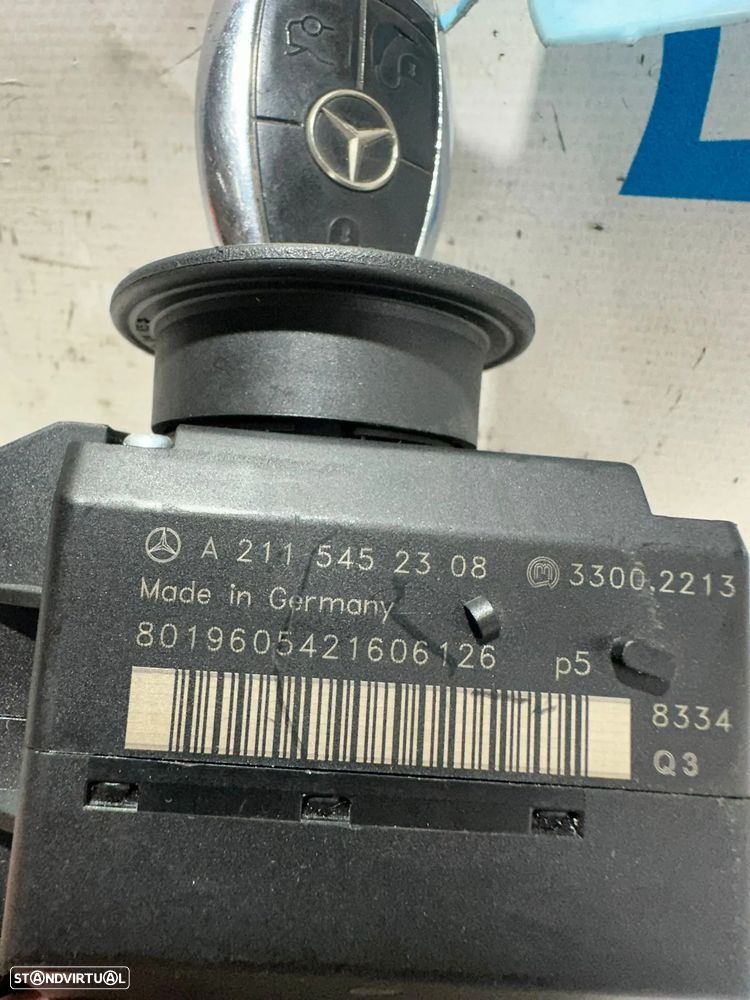 A 211 545 23 08 3300.2213
Made in Germany
8019605421606126 p5
8334
Q3
STANDVIRTUAL